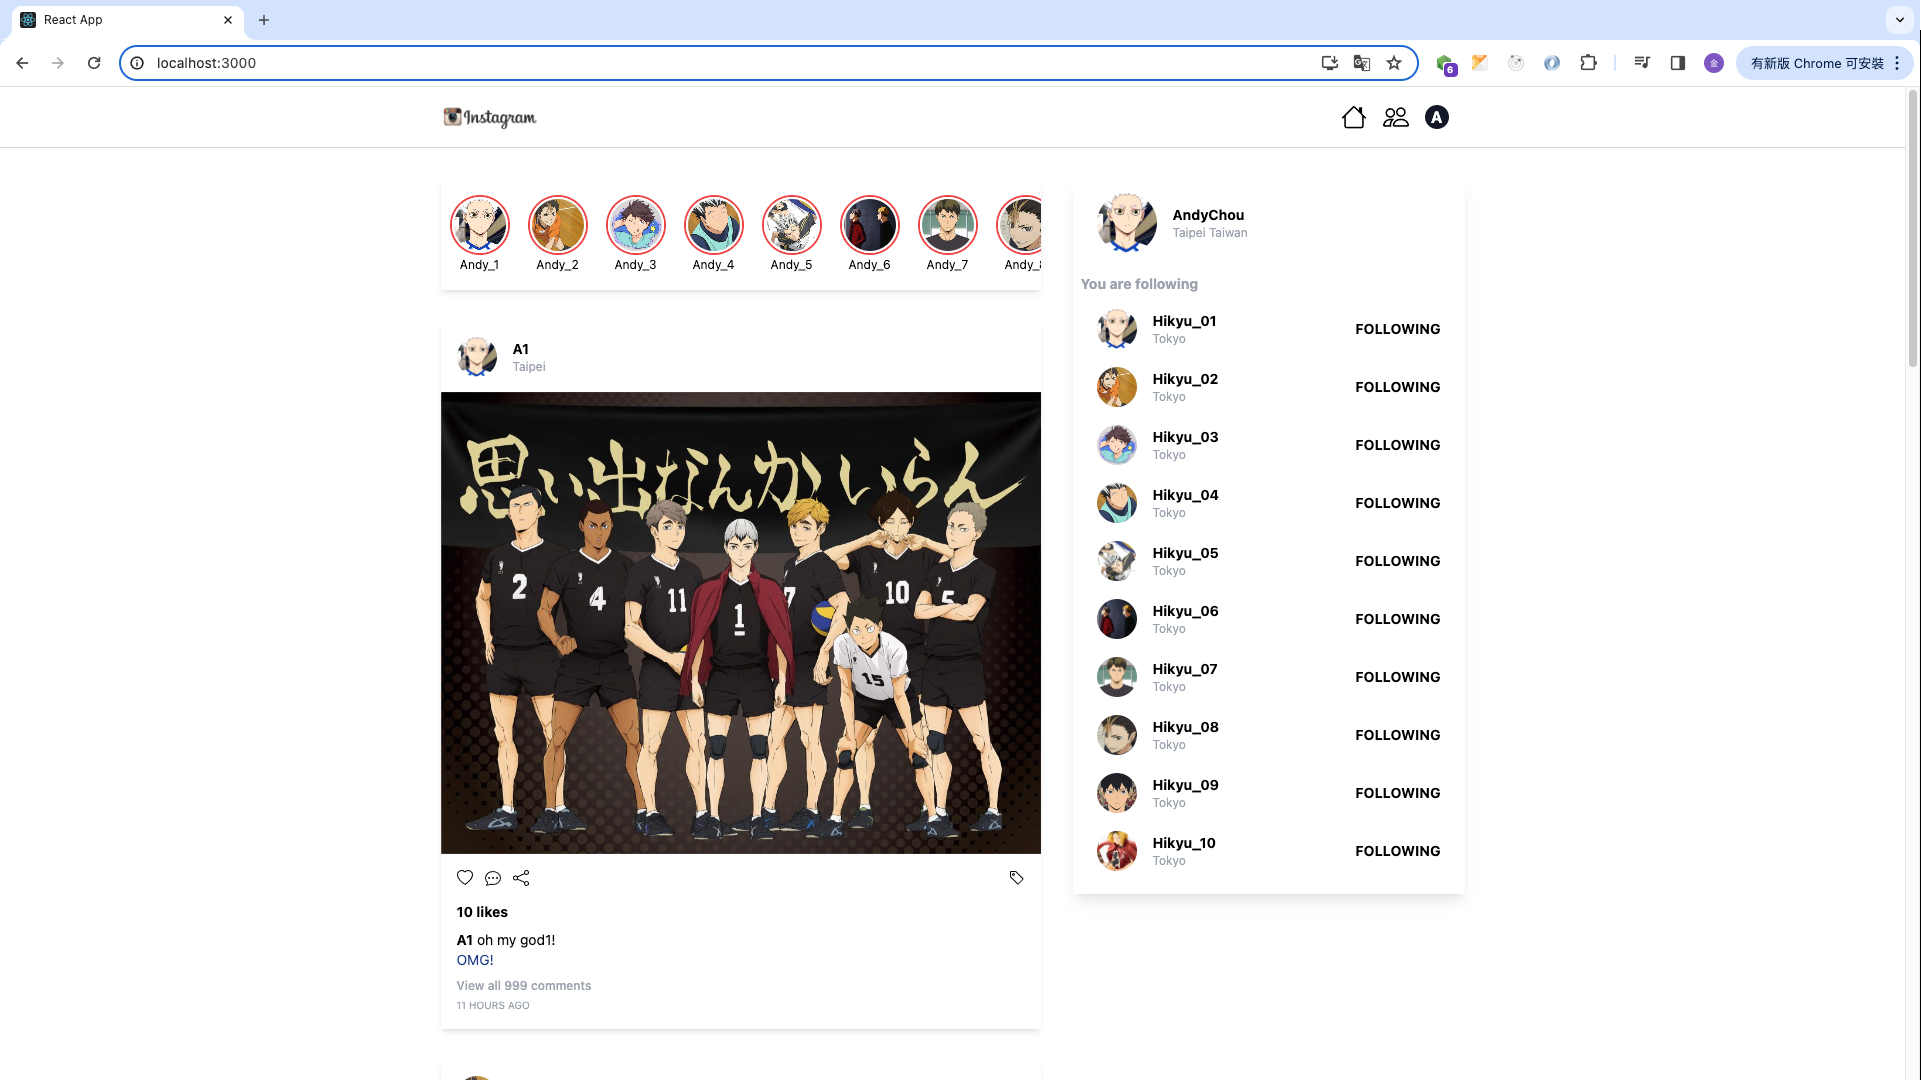 React App
localhost:3000
6
金
有新版 Chrome 可安裝
Instagram
A
Andy_1
Andy_2
Andy_3
Andy_4
Andy_5
Andy_6
Andy_7
Andy_8
A1
Taipei
思い出なんかいらん
2
4
11
1
7
10
5
15
10 likes
A1 oh my god1!
OMG!
View all 999 comments
11 HOURS AGO
AndyChou
Taipei Taiwan
You are following
Hikyu_01
Tokyo
FOLLOWING
Hikyu_02
Tokyo
FOLLOWING
Hikyu_03
Tokyo
FOLLOWING
Hikyu_04
Tokyo
FOLLOWING
Hikyu_05
Tokyo
FOLLOWING
Hikyu_06
Tokyo
FOLLOWING
Hikyu_07
Tokyo
FOLLOWING
Hikyu_08
Tokyo
FOLLOWING
Hikyu_09
Tokyo
FOLLOWING
Hikyu_10
Tokyo
FOLLOWING